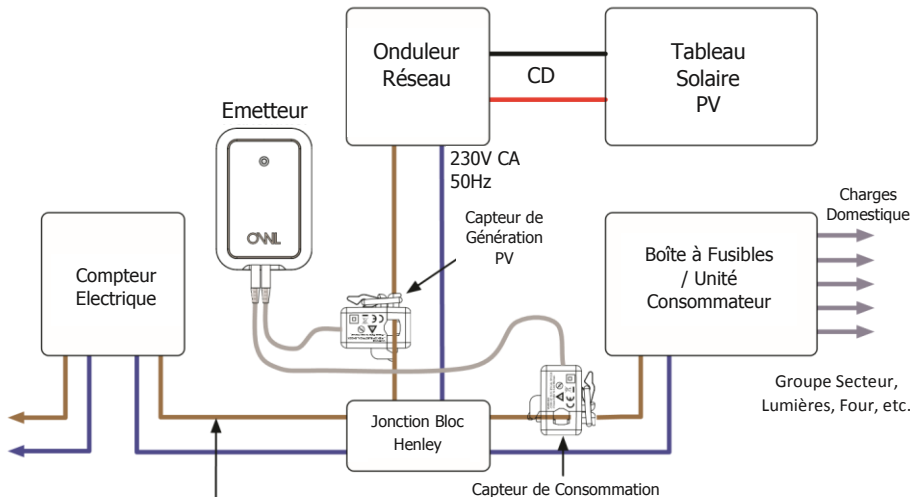 Onduleur
Réseau
CD
Tableau
Solaire
PV
Emetteur
230V CA
50Hz
Charges
Domestique
Capteur de
Génération
PV
OWL
Compteur
Electrique
Boîte à Fusibles
/ Unité
Consommateur
Groupe Secteur,
Lumières, Four, etc.
Jonction Bloc
Henley
Capteur de Consommation